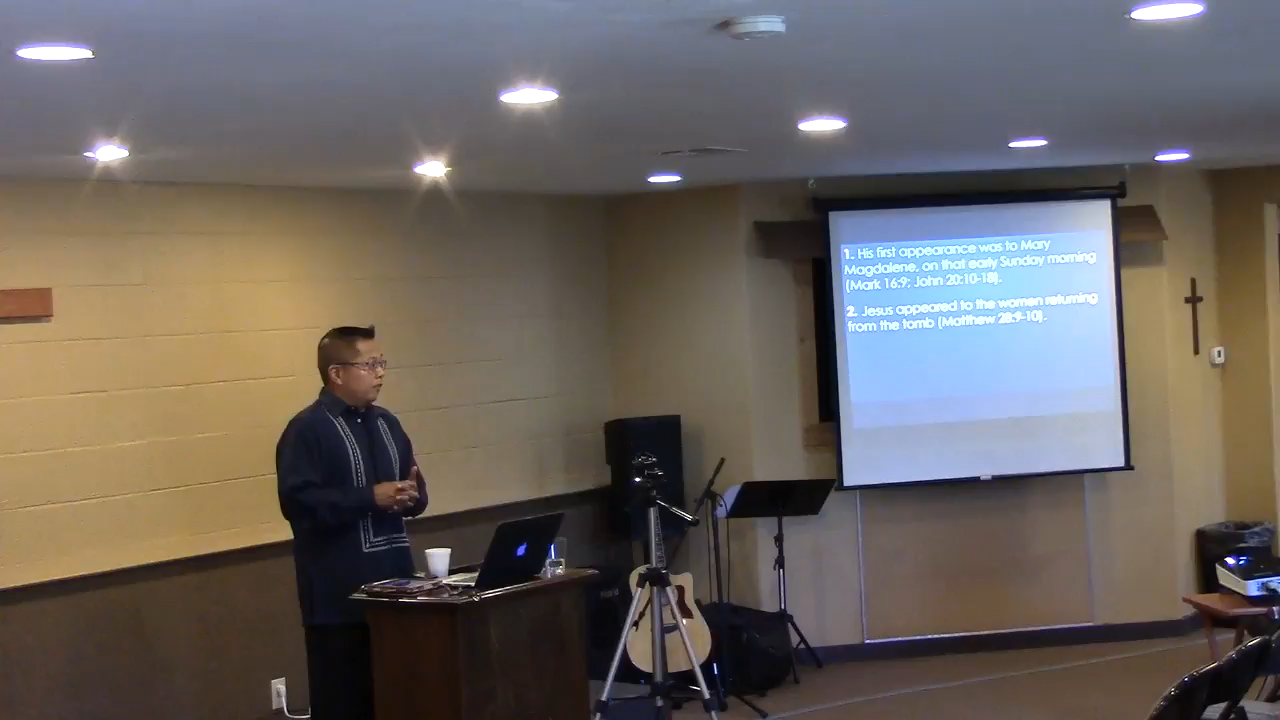 1. His first appearance was to Mary
Magdalene, on that early Sunday morning
(Mark 16:9; John 20:10-18).
2. Jesus appeared to the women returning
from the tomb (Matthew 28:9-10).